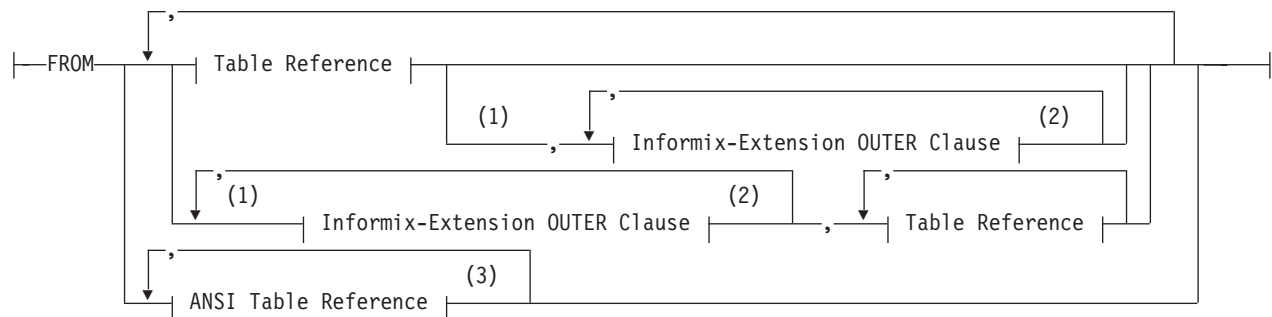 ,
FROM Table Reference
,
(1) (2)
, Informix-Extension OUTER Clause
, ,
(1) (2)
Informix-Extension OUTER Clause , Table Reference
,
(3)
ANSI Table Reference